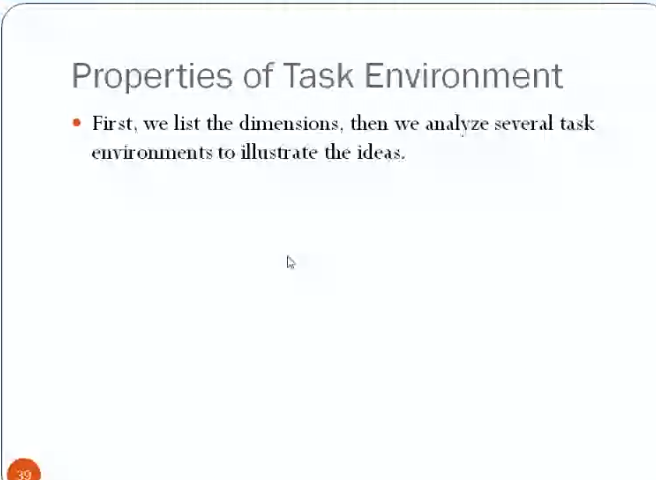 Properties of Task Environment
• First, we list the dimensions, then we analyze several task
environments to illustrate the ideas.
39